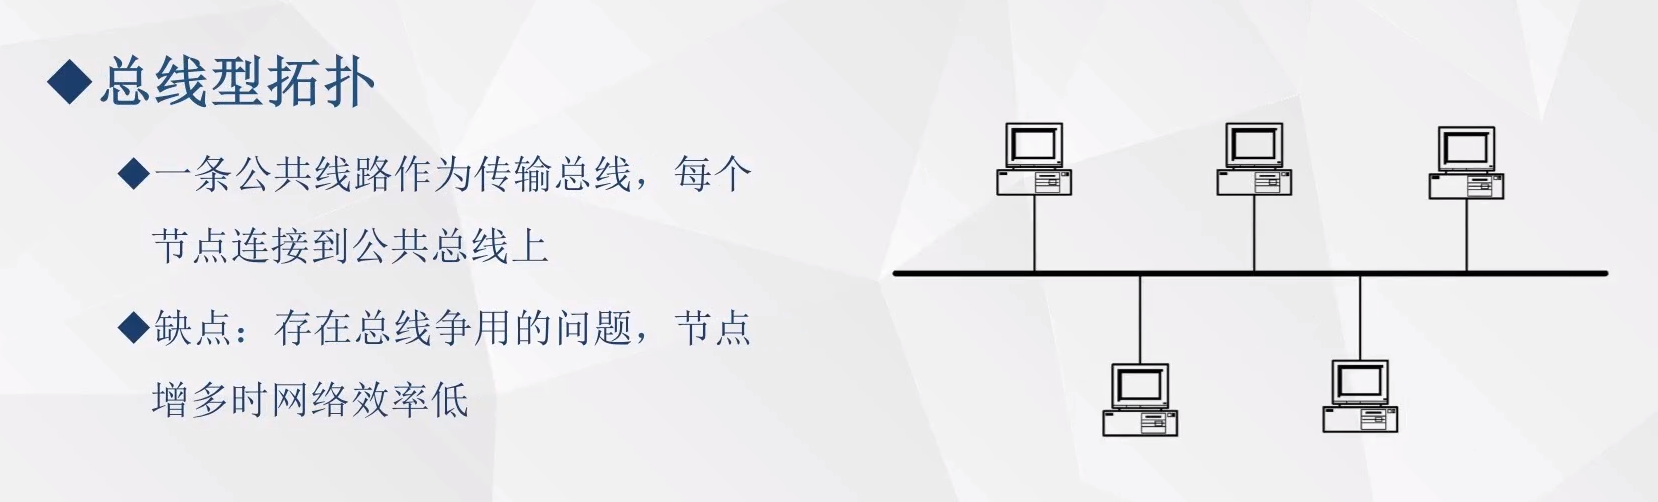 ◆总线型拓扑
◆一条公共线路作为传输总线，每个
节点连接到公共总线上
◆缺点：存在总线争用的问题，节点
增多时网络效率低